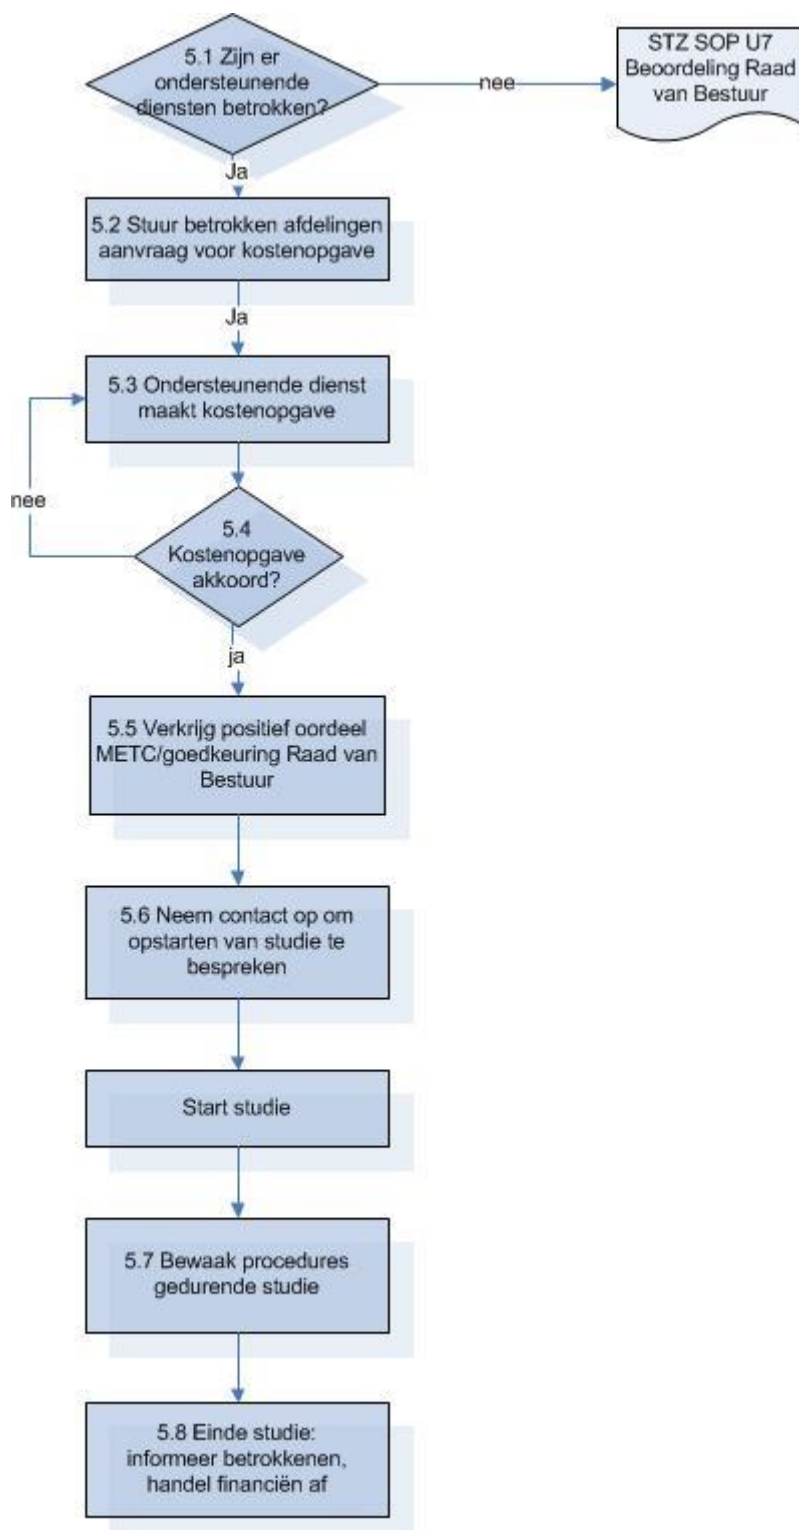 5.1 Zijn er
ondersteunende
diensten betrokken?
nee
STZ SOP U7
Beoordeling Raad
van Bestuur
Ja
5.2 Stuur betrokken afdelingen
aanvraag voor kostenopgave
Ja
5.3 Ondersteunende dienst
maakt kostenopgave
nee
5.4
Kostenopgave
akkoord?
ja
5.5 Verkrijg positief oordeel
METC/goedkeuring Raad van
Bestuur
5.6 Neem contact op om
opstarten van studie te
bespreken
Start studie
5.7 Bewaak procedures
gedurende studie
5.8 Einde studie:
informeer betrokkenen,
handel financiën af